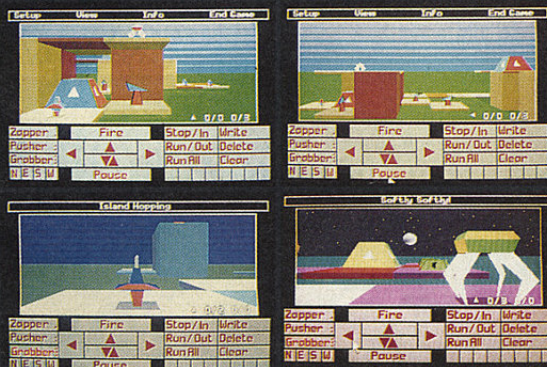 Setup View Info End Game
0/0 0/3
Zapper Fire Stop/In Write
Pusher Run/Out Delete
Grabber Run All Clear
N E S W Pause
Setup View Info End Game
0/0 0/3
Zapper Fire Stop/In Write
Pusher : Run/Out Delete
Grabber: Run All Clear
N E S W Pause
Island Hopping
Zapper Fire Stop/In Write
Pusher : Run/Out Delete
Grabber: Run All Clear
N E S W Pause
Softly Softly!
Zapper Fire Stop/In Write
Pusher : Run/Out Delete
Grabber: Run All Clear
N E S W Pause